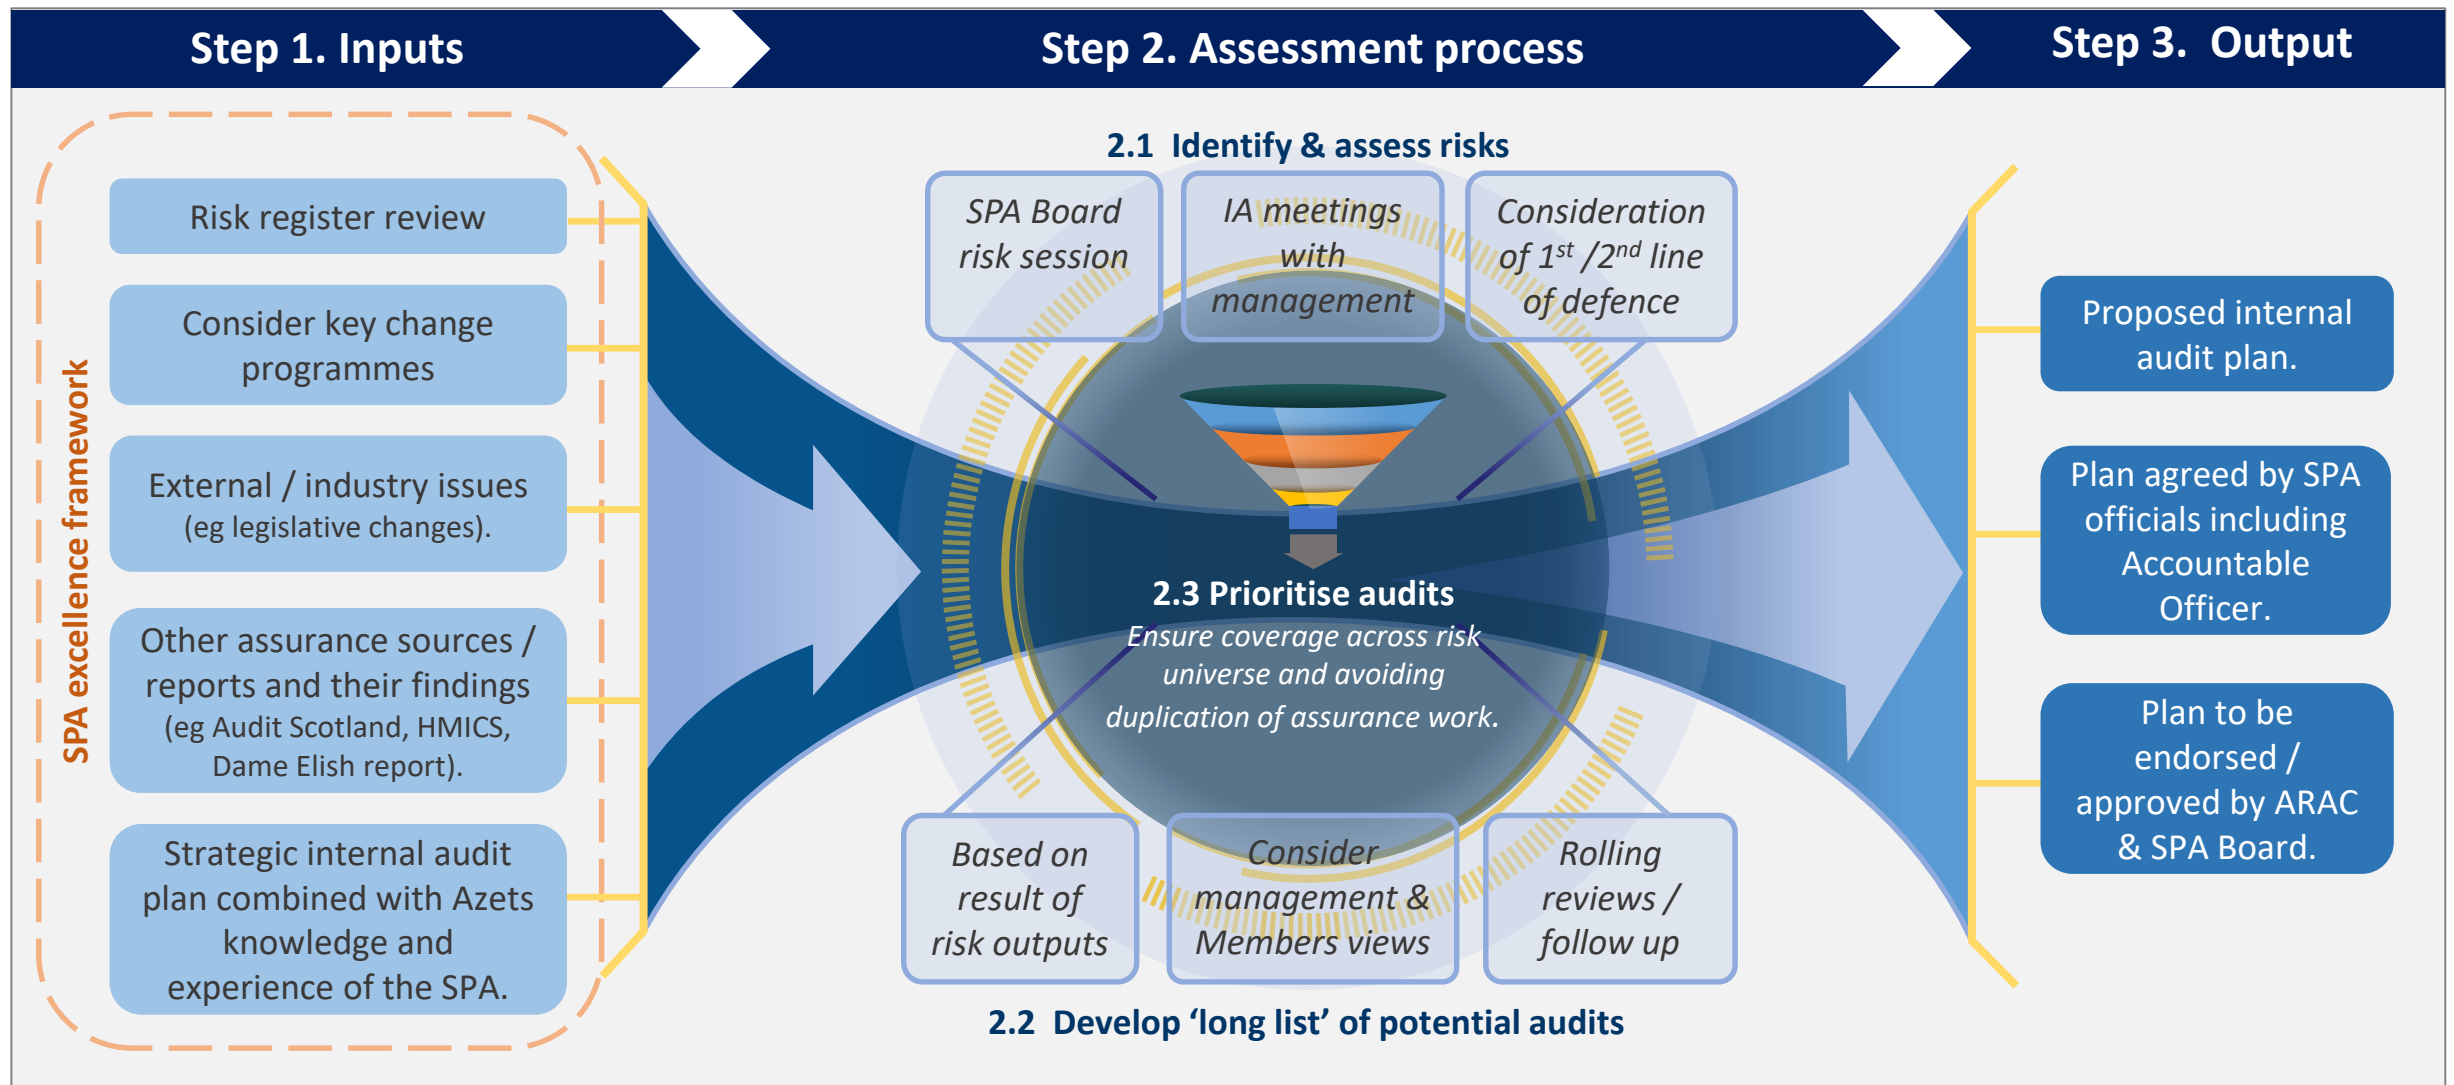 Step 1. Inputs
Step 2. Assessment process
Step 3.  Output
SPA excellence framework
Risk register review
Consider key change
programmes
External / industry issues
(eg legislative changes).
Other assurance sources /
reports and their findings
(eg Audit Scotland, HMICS,
Dame Elish report).
Strategic internal audit
plan combined with Azets
knowledge and
experience of the SPA.
2.1  Identify & assess risks
SPA Board
risk session
IA meetings
with
management
Consideration
of 1st /2nd line
of defence
2.3 Prioritise audits
Ensure coverage across risk
universe and avoiding
duplication of assurance work.
Based on
result of
risk outputs
Consider
management &
Members views
Rolling
reviews /
follow up
2.2  Develop ‘long list’ of potential audits
Proposed internal
audit plan.
Plan agreed by SPA
officials including
Accountable
Officer.
Plan to be
endorsed /
approved by ARAC
& SPA Board.